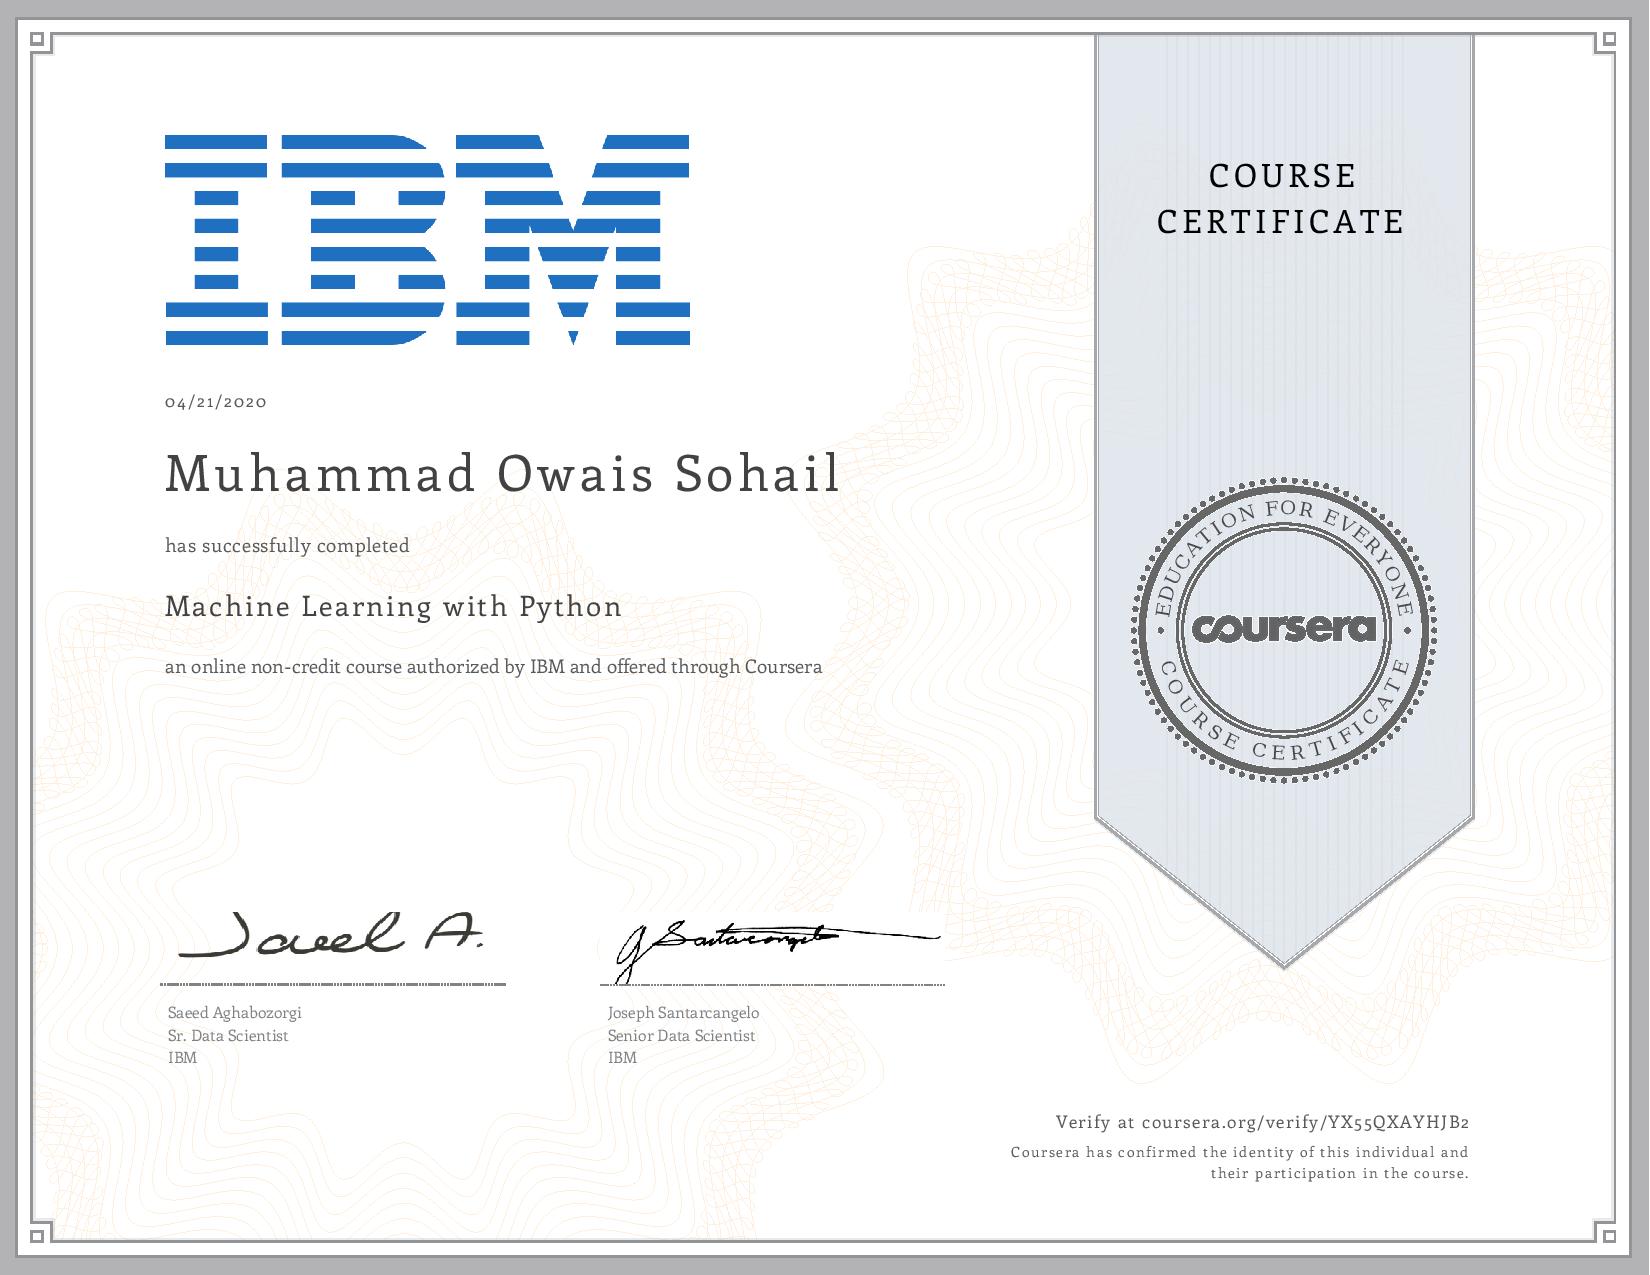 IBM
COURSE
CERTIFICATE
04/21/2020
Muhammad Owais Sohail
has successfully completed
Machine Learning with Python
an online non-credit course authorized by IBM and offered through Coursera
EDUCATION FOR EVERYONE
coursera
COURSE CERTIFICATE
Saeed A.
J Santarcangelo
Saeed Aghabozorgi
Sr. Data Scientist
IBM
Joseph Santarcangelo
Senior Data Scientist
IBM
Verify at coursera.org/verify/YX55QXAYHJB2
Coursera has confirmed the identity of this individual and
their participation in the course.